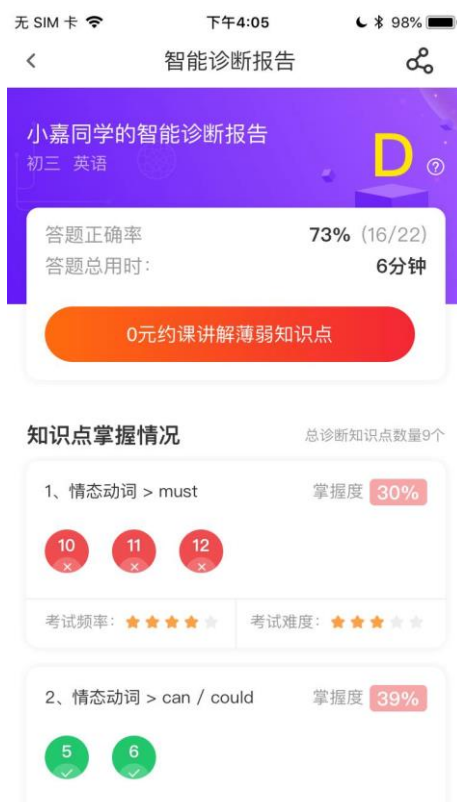 无 SIM 卡 下午4:05 98%
智能诊断报告
小嘉同学的智能诊断报告
初三 英语
D ?
答题正确率 73% (16/22)
答题总用时: 6分钟
0元约课讲解薄弱知识点
知识点掌握情况 总诊断知识点数量9个
1、情态动词 > must 掌握度 30%
10 11 12
考试频率: 考试难度:
2、情态动词 > can / could 掌握度 39%
5 6